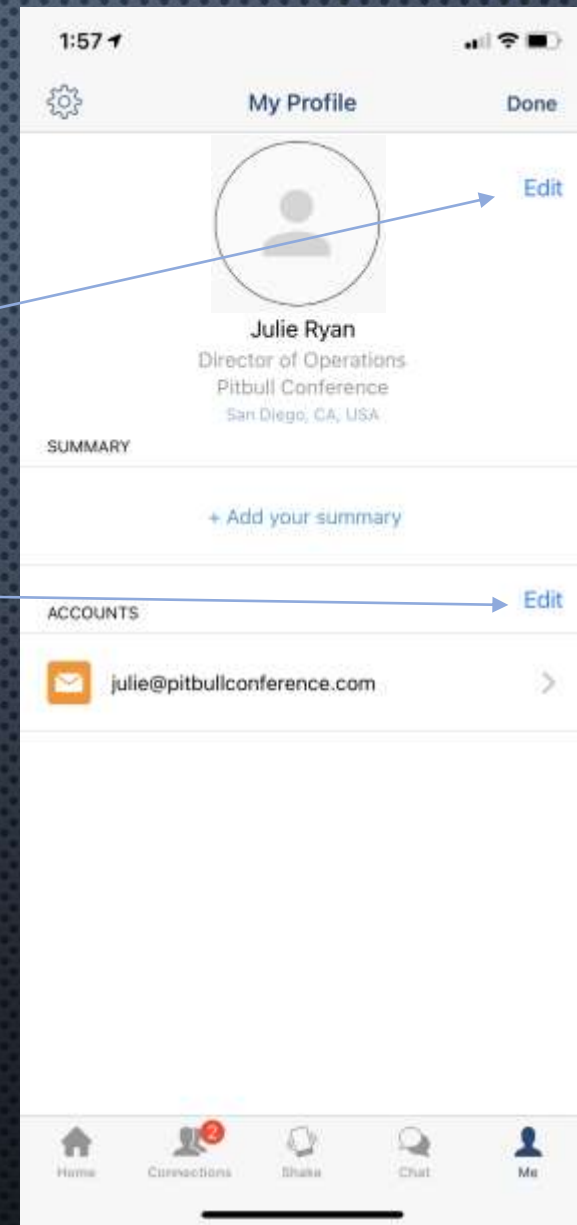 1:57
My Profile
Done
Edit
Julie Ryan
Director of Operations
Pitbull Conference
San Diego, CA, USA
SUMMARY
+ Add your summary
Edit
ACCOUNTS
julie@pitbullconference.com
2
Home Connections Shake Chat Me